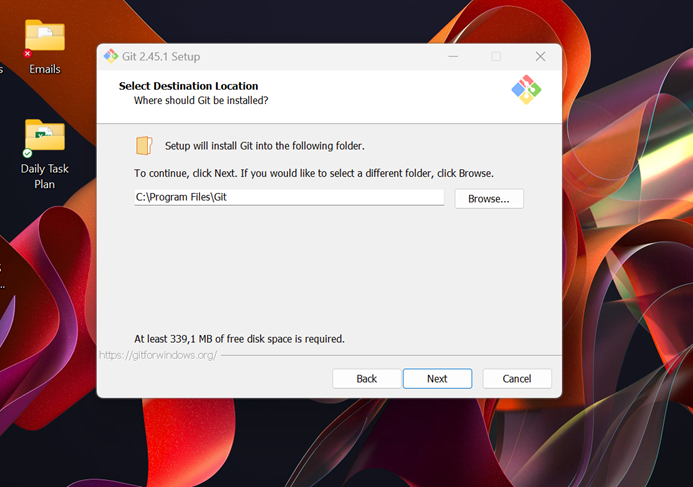 Emails
Daily Task
Plan
Git 2.45.1 Setup
Select Destination Location
Where should Git be installed?
Setup will install Git into the following folder.
To continue, click Next. If you would like to select a different folder, click Browse.
C:\Program Files\Git
Browse...
At least 339,1 MB of free disk space is required.
https://gitforwindows.org/
Back
Next
Cancel